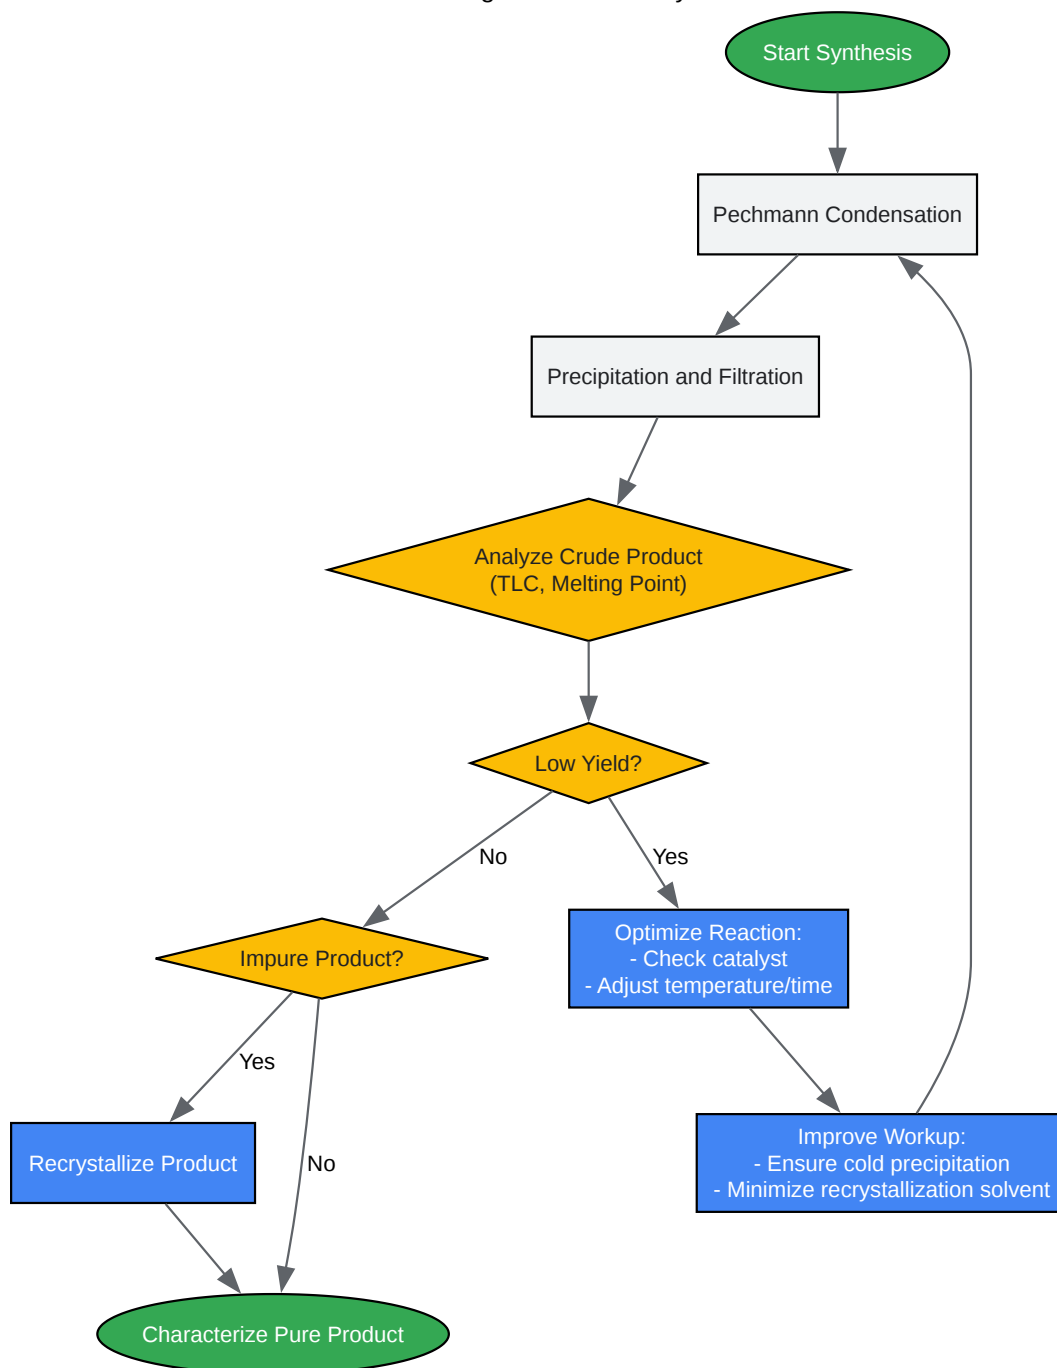 Start Synthesis
Pechmann Condensation
Precipitation and Filtration
Analyze Crude Product
(TLC, Melting Point)
Low Yield?
No
Yes
Impure Product?
Optimize Reaction:
- Check catalyst
- Adjust temperature/time
Yes
No
Recrystallize Product
Improve Workup:
- Ensure cold precipitation
- Minimize recrystallization solvent
Characterize Pure Product